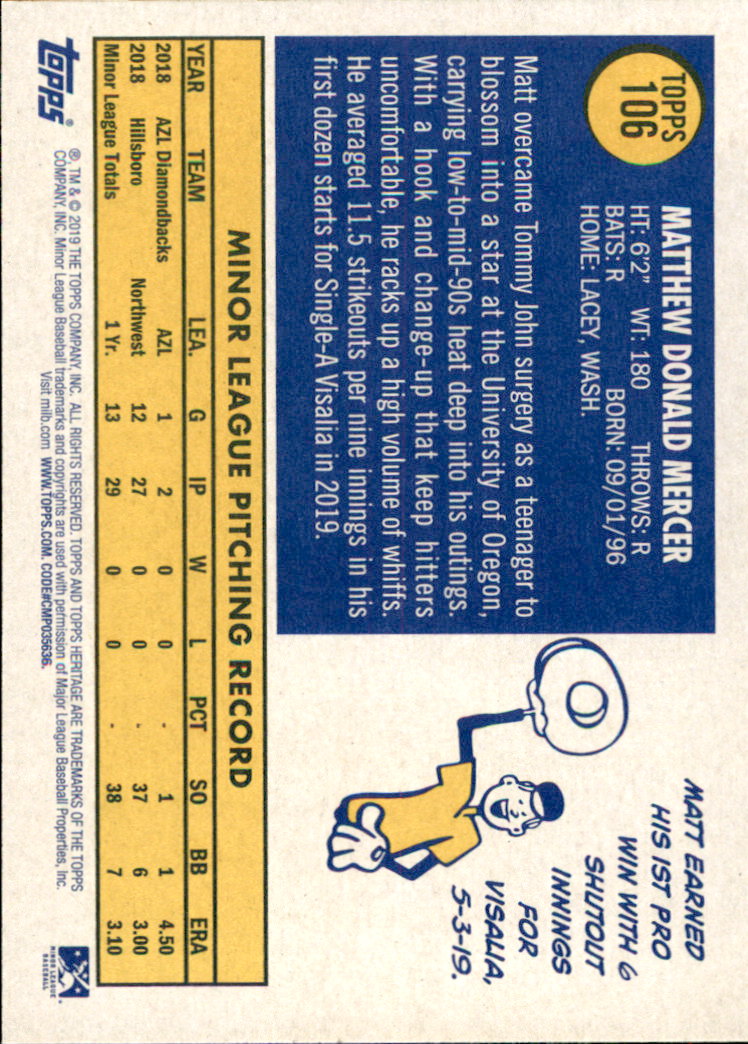 TOPPS
106
MATTHEW DONALD MERCER
HT: 6'2" WT: 180 THROWS: R
BATS: R BORN: 09/01/96
HOME: LACEY, WASH.
Matt overcame Tommy John surgery as a teenager to
blossom into a star at the University of Oregon,
carrying low-to-mid-90s heat deep into his outings.
With a hook and change-up that keep hitters
uncomfortable, he racks up a high volume of whiffs.
He averaged 11.5 strikeouts per nine innings in his
first dozen starts for Single-A Visalia in 2019.
MATT EARNED
HIS 1ST PRO
WIN WITH 6
SHUTOUT
INNINGS
FOR
VISALIA,
5-3-19.
MINOR LEAGUE PITCHING RECORD
YEAR TEAM LEA. G IP W L PCT SO BB ERA
2018 AZL Diamondbacks AZL 1 2 0 0 - 1 1 4.50
2018 Hillsboro Northwest 12 27 0 0 - 37 6 3.00
Minor League Totals 1 Yr. 13 29 0 0 - 38 7 3.10
topps®
®, TM & © 2019 THE TOPPS COMPANY, INC. ALL RIGHTS RESERVED. TOPPS AND TOPPS HERITAGE ARE TRADEMARKS OF THE TOPPS
COMPANY, INC. Minor League Baseball trademarks and copyrights are used with permission of Major League Baseball Properties, Inc.
Visit milb.com WWW.TOPPS.COM. CODE#CMP035636.
MINOR LEAGUE
BASEBALL